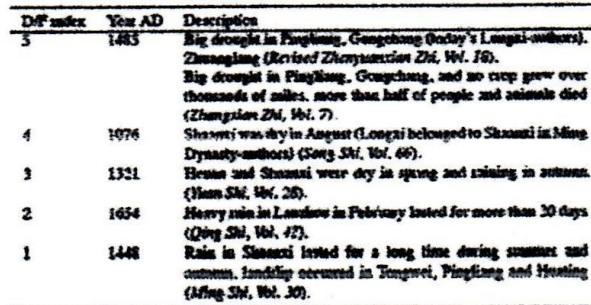 D/F index Year AD Description
5 1485 Big drought in Pingliang, Gongchang (today's Longxi-authors),
Zhuanglang (Revised Zhenyuanxian Zhi, Vol. 18).
Big drought in Pingliang, Gongchang, and no crop grew over
thousands of miles, more than half of people and animals died
(Zhangxian Zhi, Vol. 7).
4 1076 Shaanxi was dry in August (Longxi belonged to Shaanxi in Ming
Dynasty-authors) (Song Shi, Vol. 66).
3 1321 Henan and Shaanxi were dry in spring and raining in autumn.
(Yuan Shi, Vol. 28).
2 1654 Heavy rain in Lanzhou in February lasted for more than 20 days
(Qing Shi, Vol. 42).
1 1448 Rain in Shaanxi lasted for a long time during summer and
autumn, landslip occurred in Tongwei, Pingliang and Huating
(Ming Shi, Vol. 30).